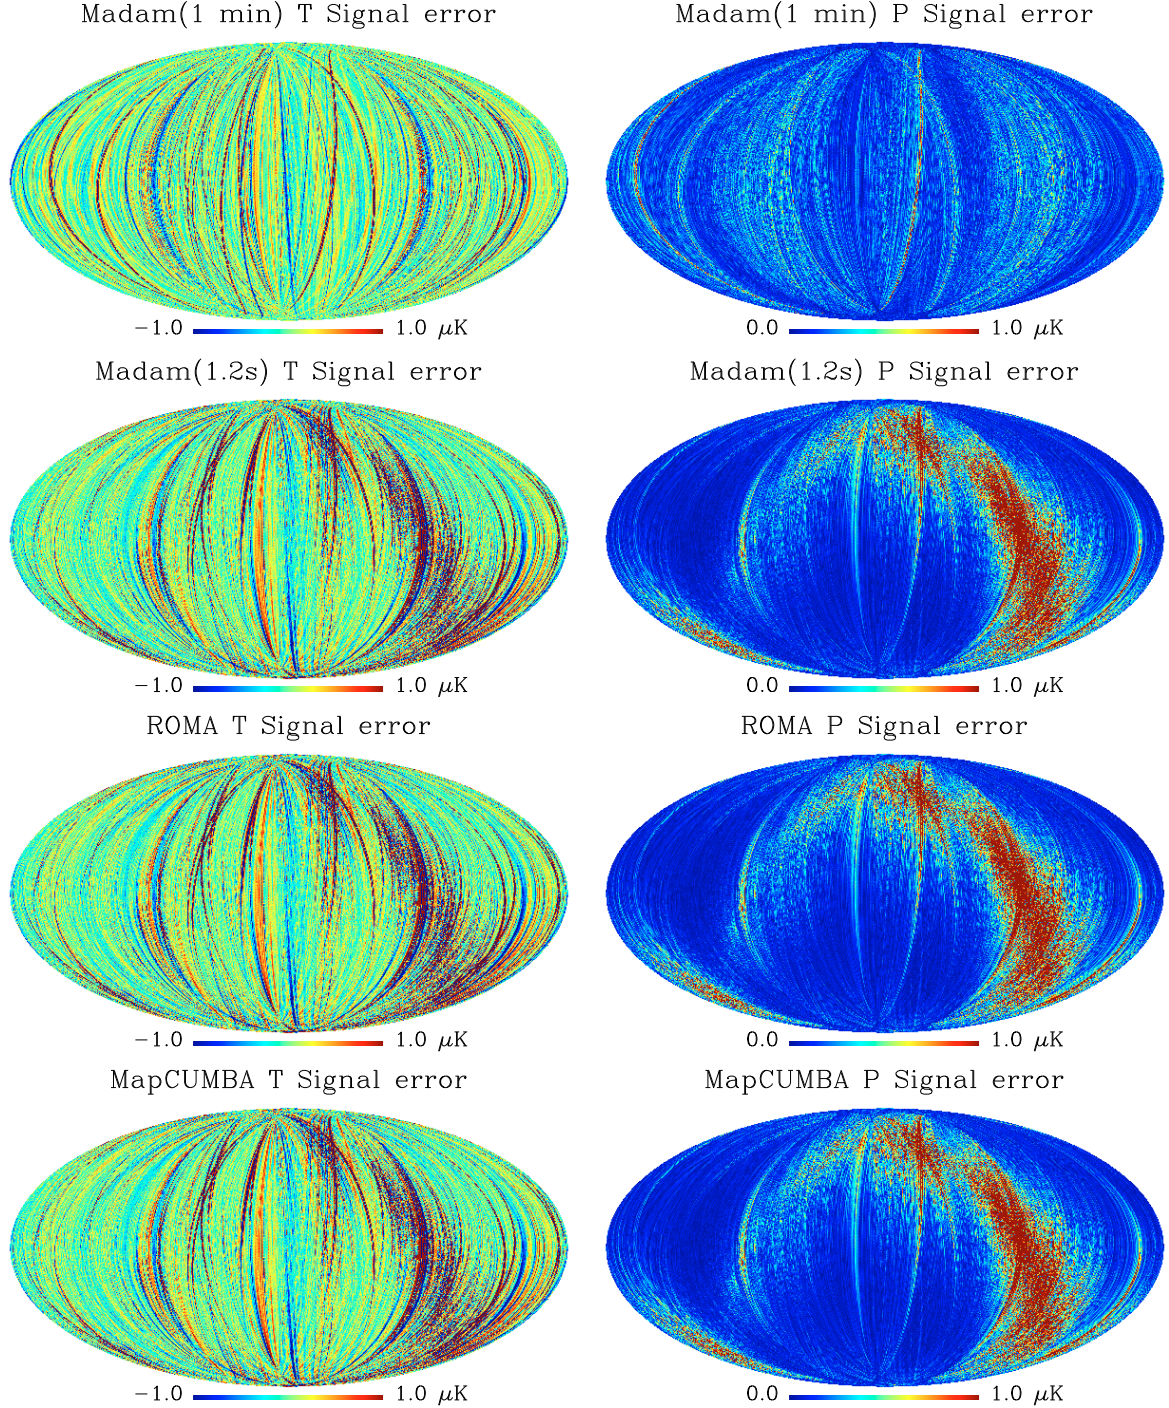 Madam(1 min) T Signal error
Madam(1 min) P Signal error
−1.0 1.0 μK
0.0 1.0 μK
Madam(1.2s) T Signal error
Madam(1.2s) P Signal error
−1.0 1.0 μK
0.0 1.0 μK
ROMA T Signal error
ROMA P Signal error
−1.0 1.0 μK
0.0 1.0 μK
MapCUMBA T Signal error
MapCUMBA P Signal error
−1.0 1.0 μK
0.0 1.0 μK